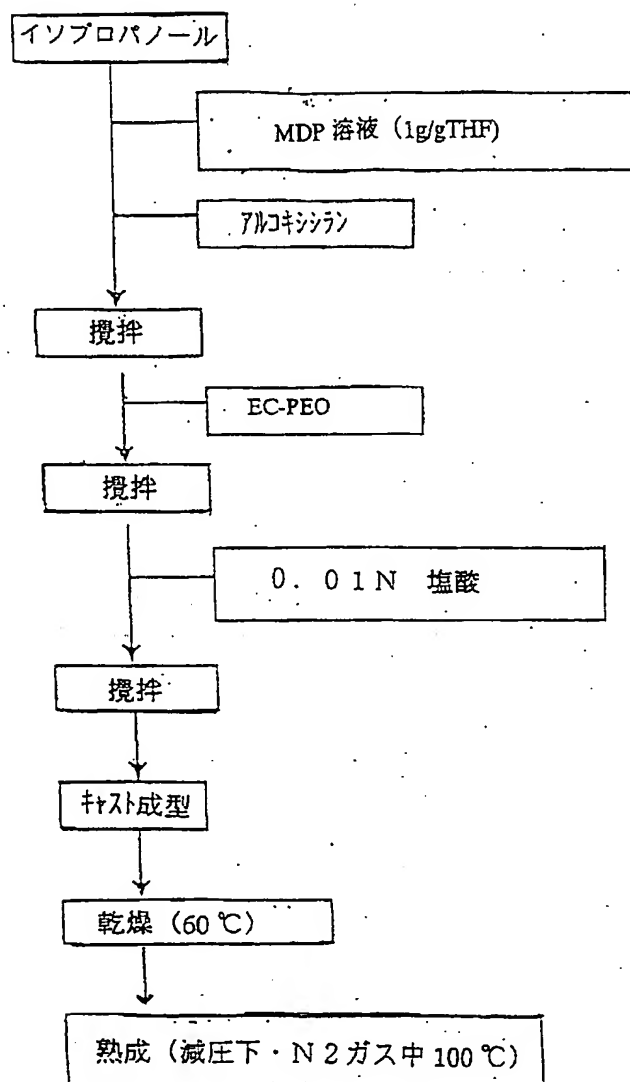 イソプロパノール
MDP 溶液（1g/gTHF)
アルコキシシラン
攪拌
EC-PEO
攪拌
０．０１Ｎ　塩酸
攪拌
キャスト成型
乾燥（60 ℃）
熟成（減圧下・Ｎ２ガス中 100 ℃）